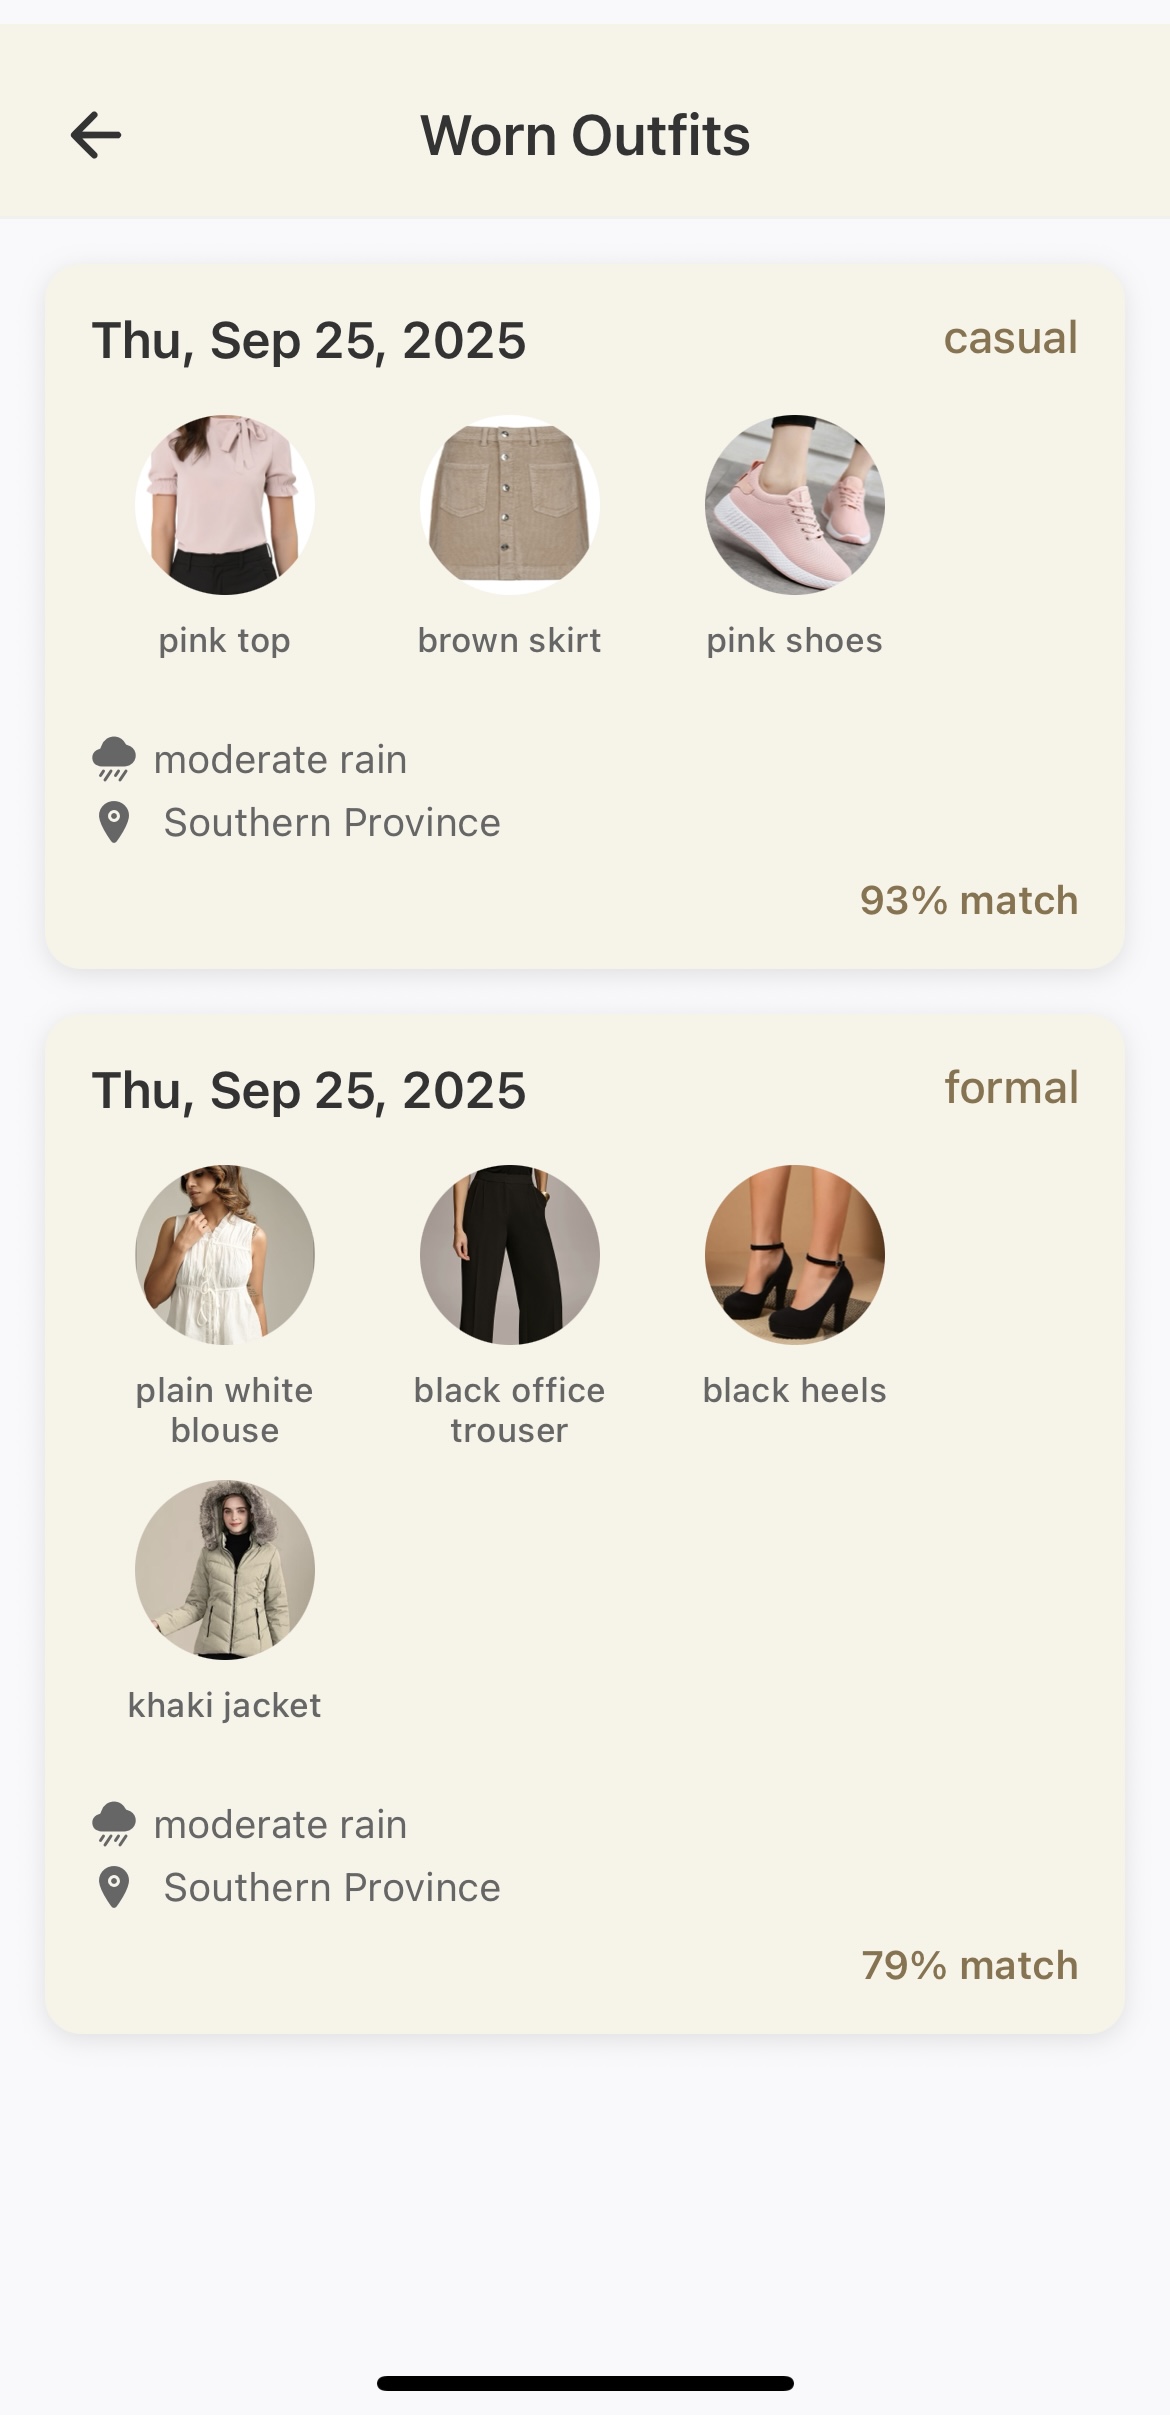 Worn Outfits
Thu, Sep 25, 2025
casual
pink top
brown skirt
pink shoes
moderate rain
Southern Province
93% match
Thu, Sep 25, 2025
formal
plain white
blouse
black office
trouser
black heels
khaki jacket
moderate rain
Southern Province
79% match